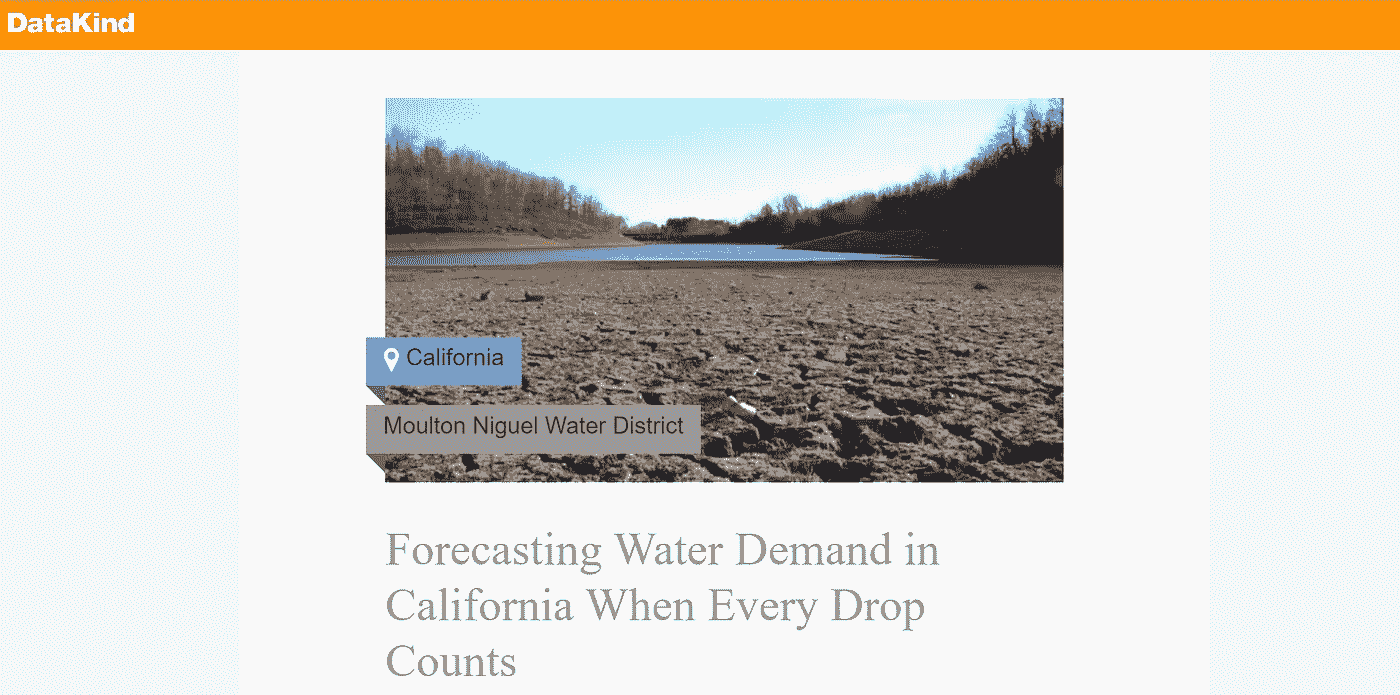 DataKind
California
Moulton Niguel Water District
Forecasting Water Demand in
California When Every Drop
Counts